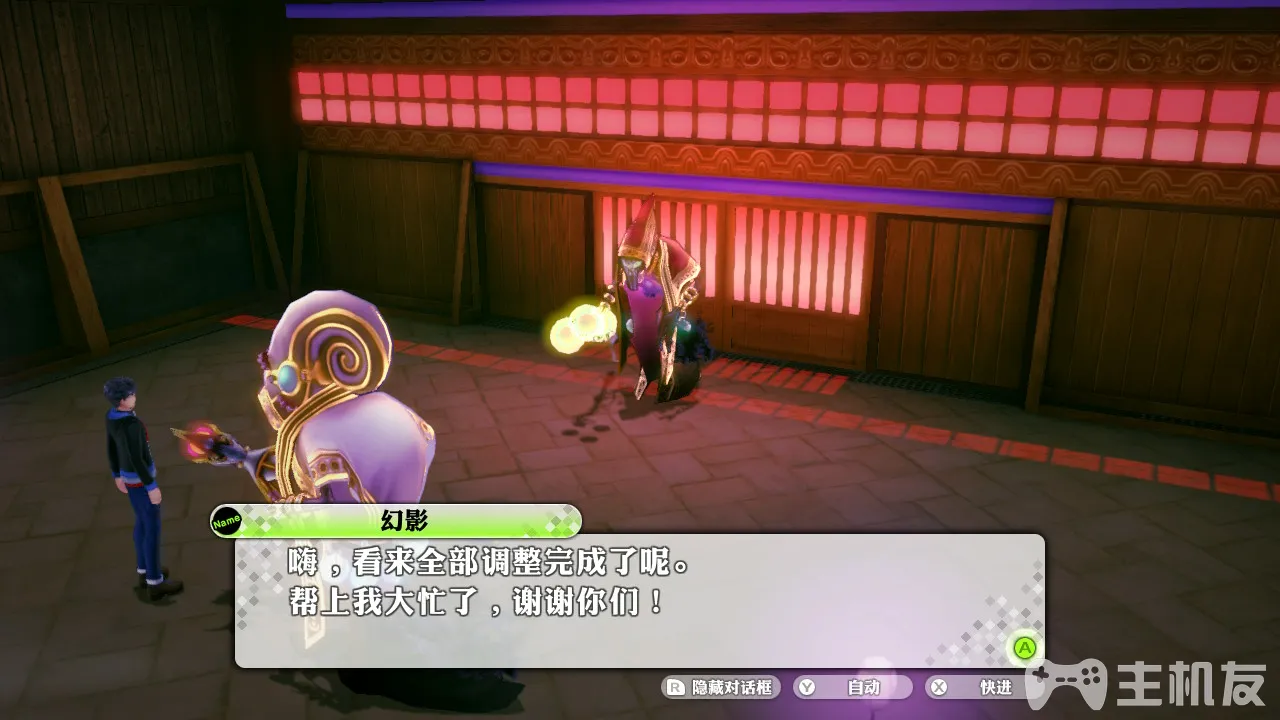 Name
幻影
嗨，看来全部调整完成了呢。
帮上我大忙了，谢谢你们！
A
R 隐藏对话框 Y 自动 X 快进
主机友